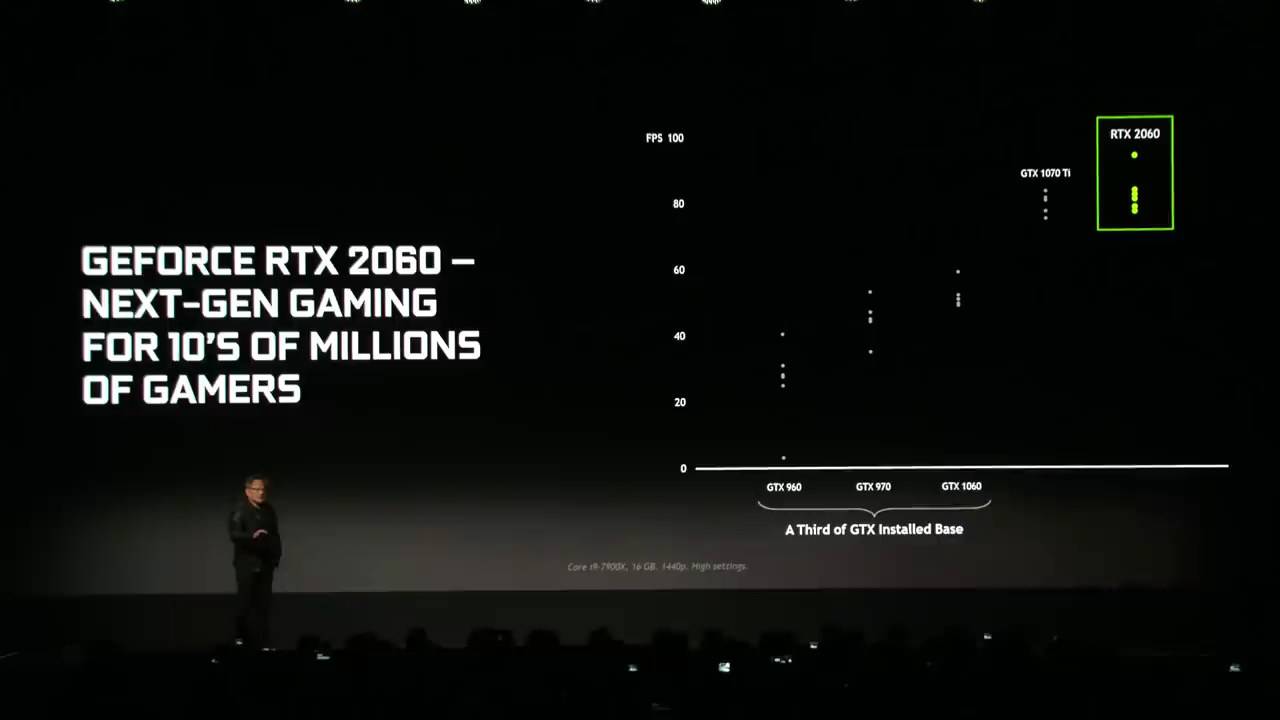 GEFORCE RTX 2060 –
NEXT-GEN GAMING
FOR 10'S OF MILLIONS
OF GAMERS
FPS 100
80
60
40
20
0
GTX 1070 Ti
RTX 2060
GTX 960
GTX 970
GTX 1060
A Third of GTX Installed Base
Core i9-7900X, 16 GB. 1440p. High settings.